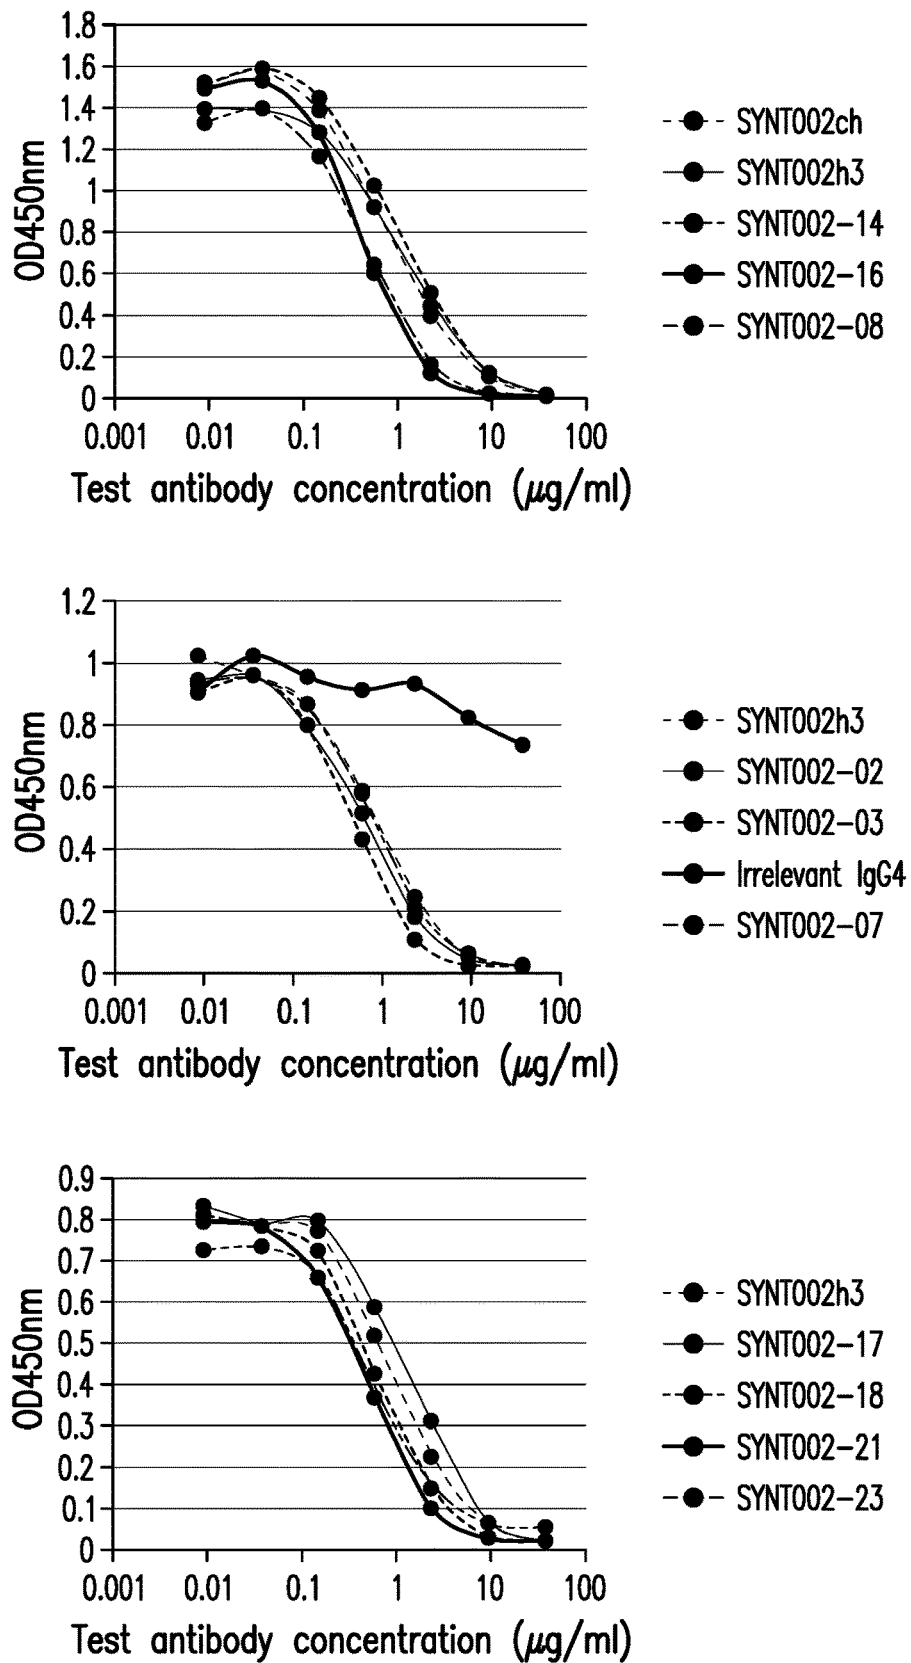 1.8
1.6
1.4
1.2
1
0.8
0.6
0.4
0.2
0
OD450nm
0.001 0.01 0.1 1 10 100
Test antibody concentration (μg/ml)
SYNT002ch
SYNT002h3
SYNT002-14
SYNT002-16
SYNT002-08
1.2
1
0.8
0.6
0.4
0.2
0
OD450nm
0.001 0.01 0.1 1 10 100
Test antibody concentration (μg/ml)
SYNT002h3
SYNT002-02
SYNT002-03
Irrelevant IgG4
SYNT002-07
0.9
0.8
0.7
0.6
0.5
0.4
0.3
0.2
0.1
0
OD450nm
0.001 0.01 0.1 1 10 100
Test antibody concentration (μg/ml)
SYNT002h3
SYNT002-17
SYNT002-18
SYNT002-21
SYNT002-23